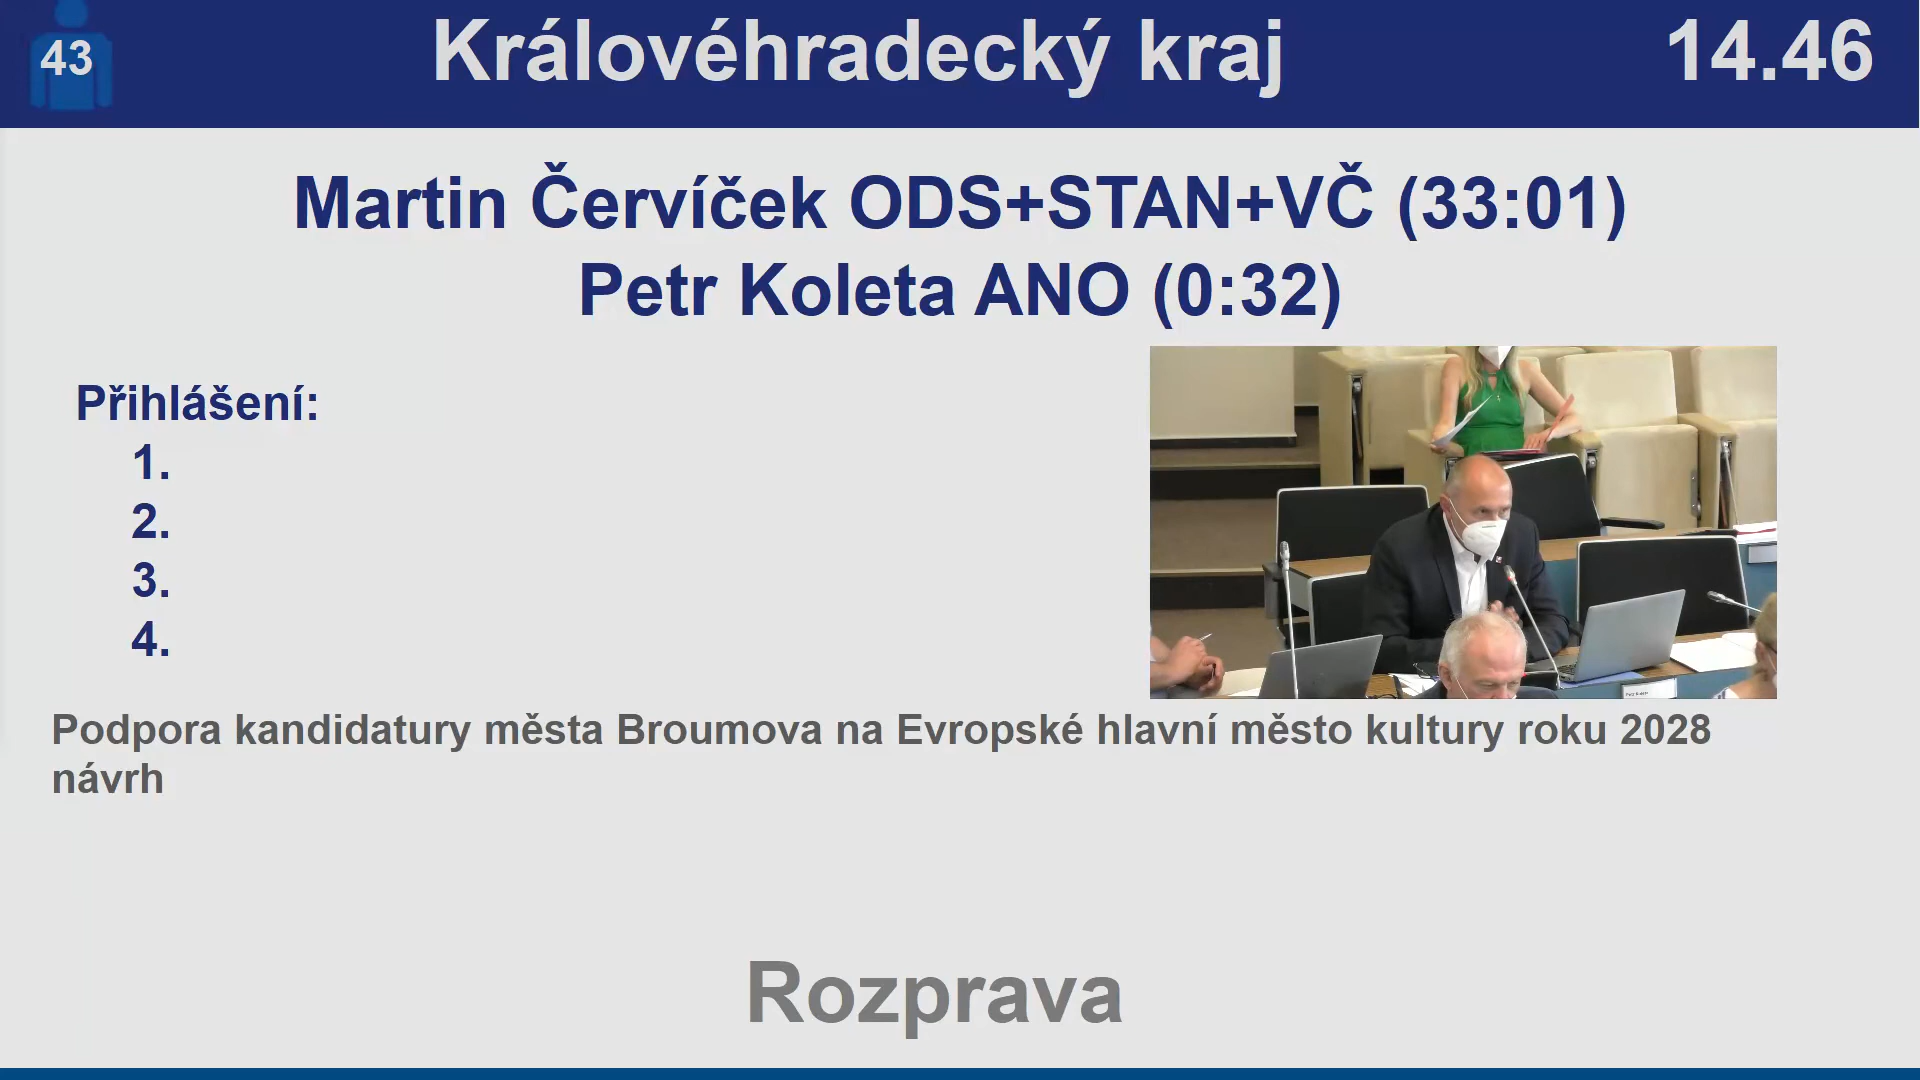 43
Královéhradecký kraj
14.46
Martin Červíček ODS+STAN+VČ (33:01)
Petr Koleta ANO (0:32)
Přihlášení:
1.
2.
3.
4.
Podpora kandidatury města Broumova na Evropské hlavní město kultury roku 2028
návrh
Rozprava